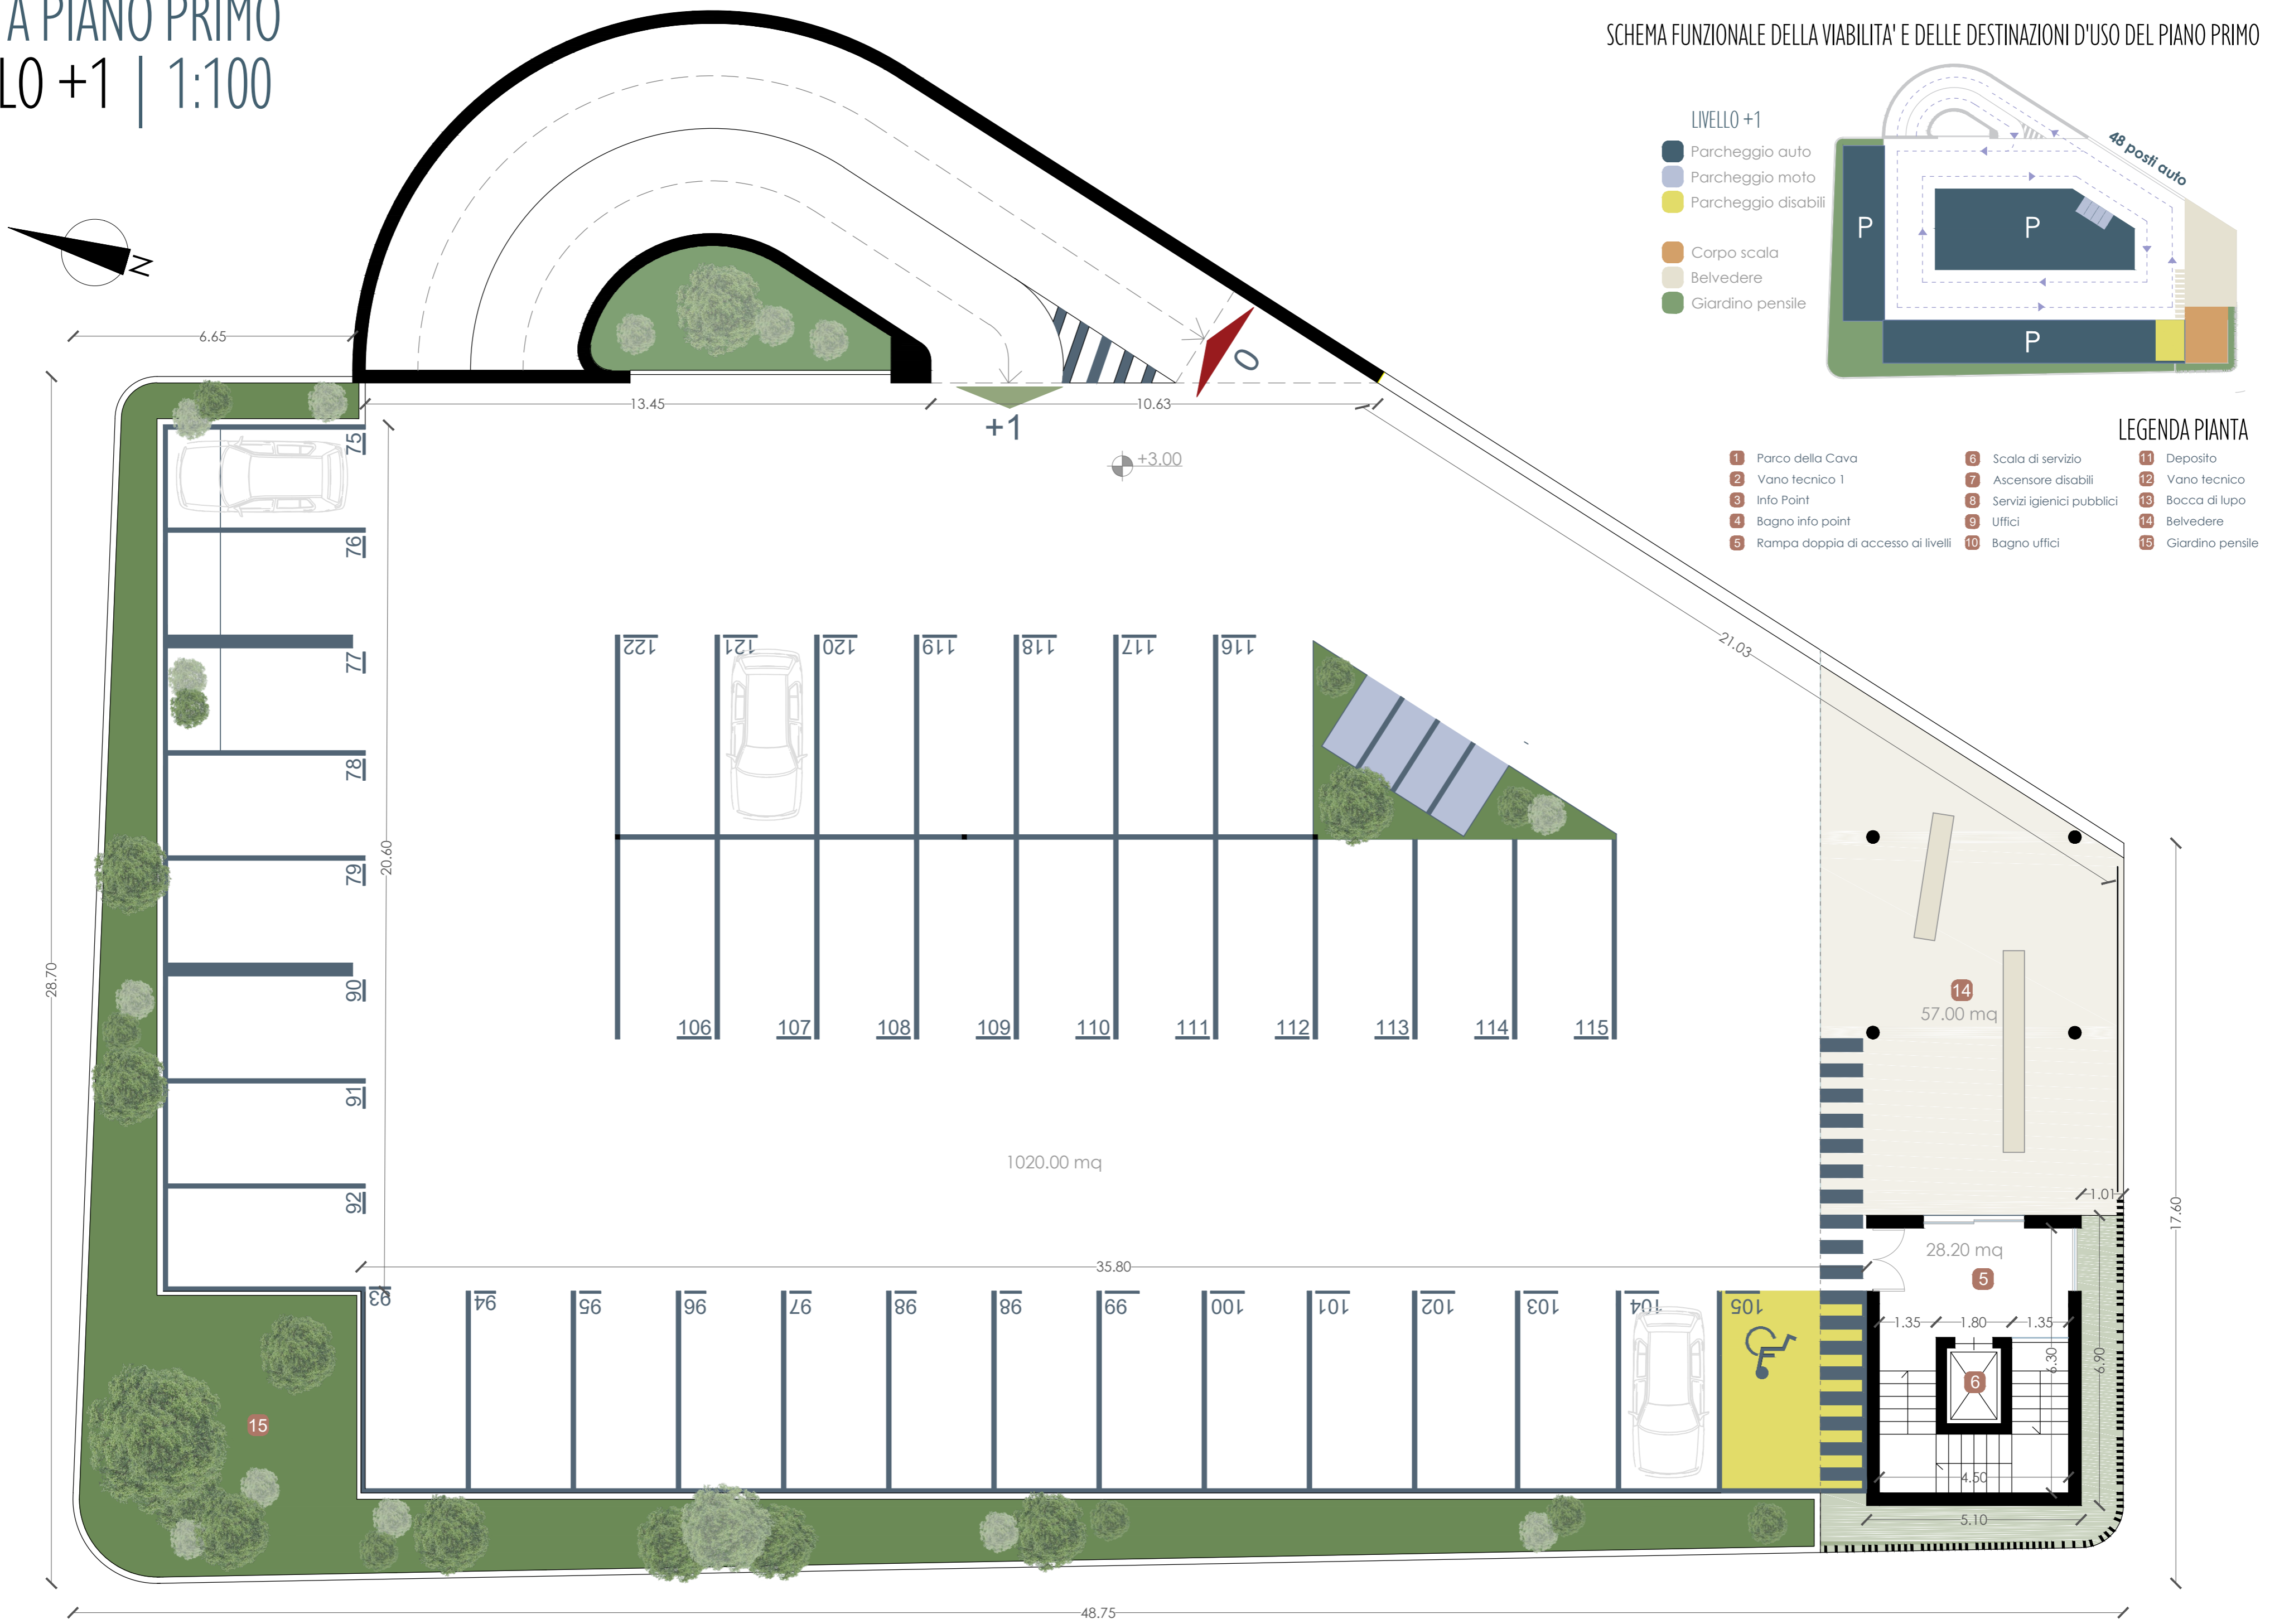 A PIANO PRIMO
LO +1 | 1:100
SCHEMA FUNZIONALE DELLA VIABILITA' E DELLE DESTINAZIONI D'USO DEL PIANO PRIMO
LIVELLO +1
Parcheggio auto
Parcheggio moto
Parcheggio disabili
Corpo scala
Belvedere
Giardino pensile
48 posti auto
P
P
P
LEGENDA PIANTA
1 Parco della Cava
2 Vano tecnico 1
3 Info Point
4 Bagno info point
5 Rampa doppia di accesso ai livelli
6 Scala di servizio
7 Ascensore disabili
8 Servizi igienici pubblici
9 Uffici
10 Bagno uffici
11 Deposito
12 Vano tecnico
13 Bocca di lupo
14 Belvedere
15 Giardino pensile
N
6.65
13.45
10.63
0
+1
+3.00
21.03
28.70
20.60
75
76
77
78
79
90
91
92
122
121
120
119
118
117
116
106
107
108
109
110
111
112
113
114
115
1020.00 mq
14
57.00 mq
1.01
17.60
35.80
28.20 mq
5
93
94
95
96
97
98
98
99
100
101
102
103
104
105
1.35
1.80
1.35
6.30
6.90
6
4.50
5.10
15
48.75